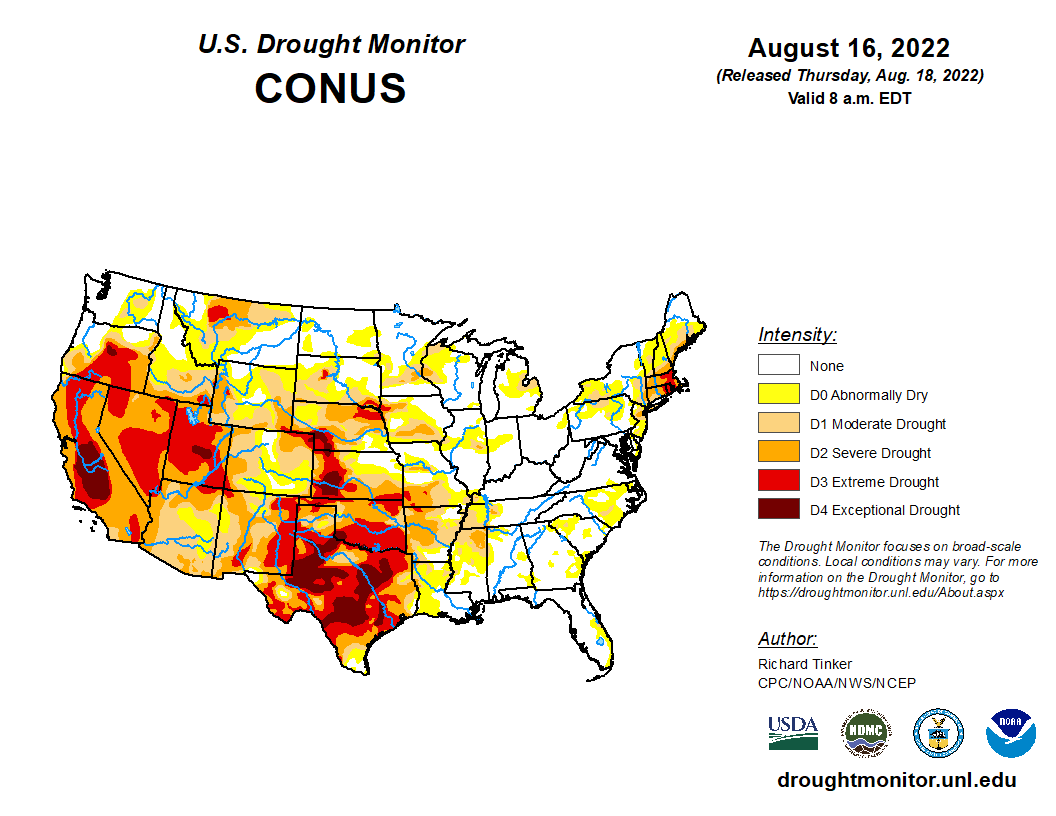 U.S. Drought Monitor
CONUS
August 16, 2022
(Released Thursday, Aug. 18, 2022)
Valid 8 a.m. EDT
Intensity:
None
D0 Abnormally Dry
D1 Moderate Drought
D2 Severe Drought
D3 Extreme Drought
D4 Exceptional Drought
The Drought Monitor focuses on broad-scale
conditions. Local conditions may vary. For more
information on the Drought Monitor, go to
https://droughtmonitor.unl.edu/About.aspx
Author:
Richard Tinker
CPC/NOAA/NWS/NCEP
USDA
NDMC
NOAA
droughtmonitor.unl.edu